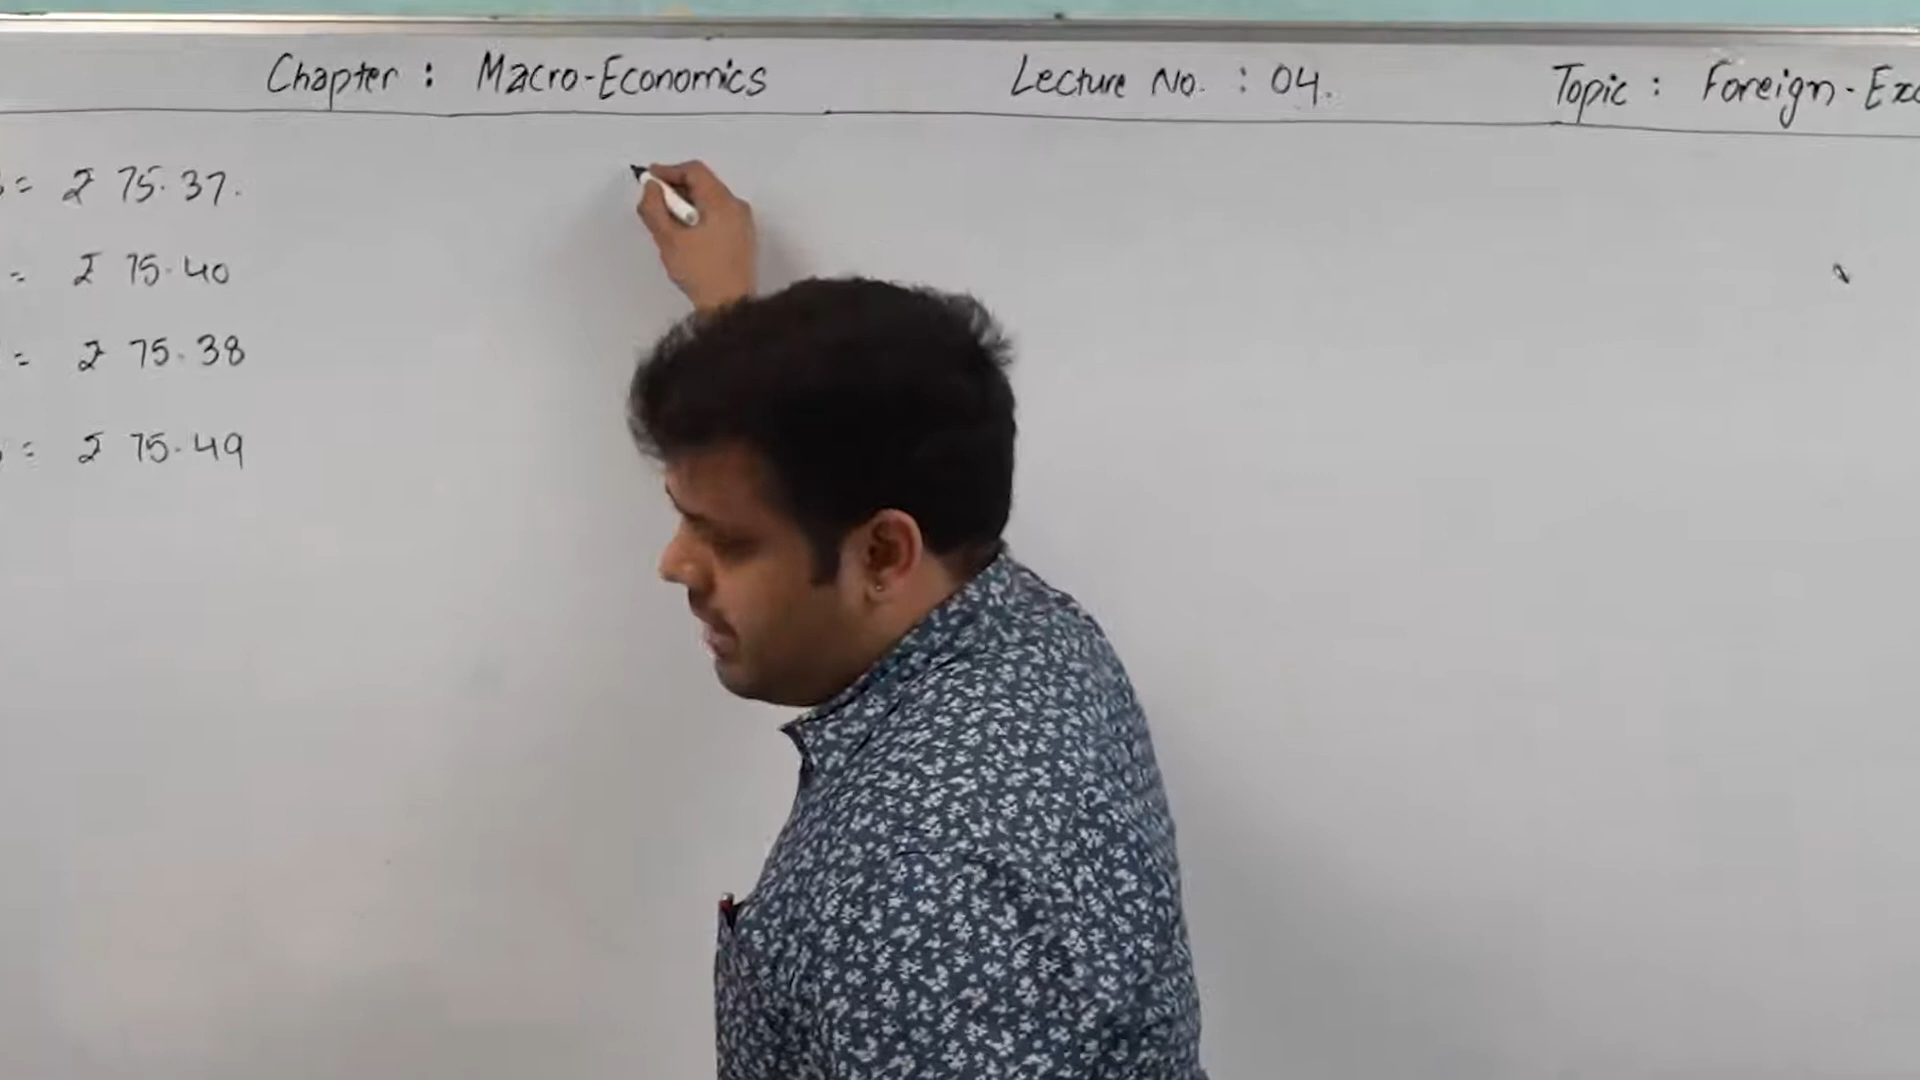 Chapter : Macro-Economics Lecture No. : 04. Topic : Foreign-Exc
= ₹ 75.37.
= ₹ 75.40
= ₹ 75.38
= ₹ 75.49